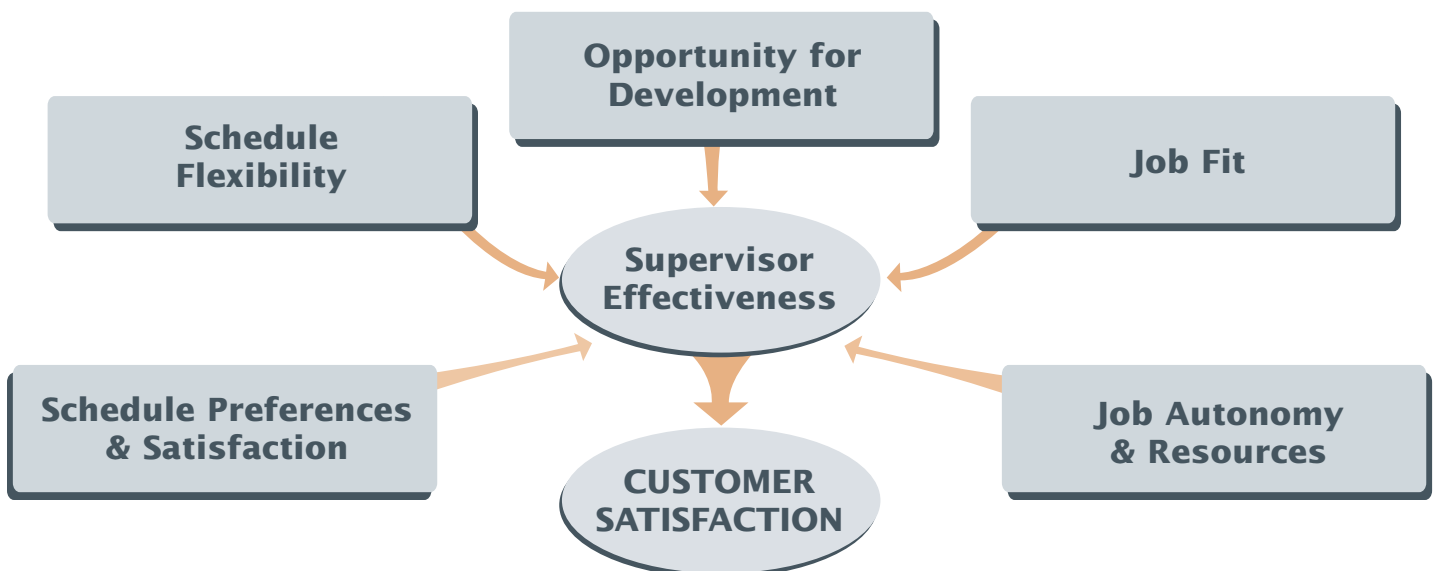 Opportunity for
Development
Schedule
Flexibility
Job Fit
Supervisor
Effectiveness
Schedule Preferences
& Satisfaction
Job Autonomy
& Resources
CUSTOMER
SATISFACTION